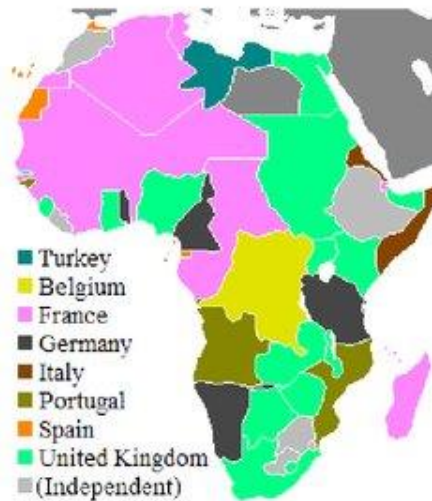 Turkey
Belgium
France
Germany
Italy
Portugal
Spain
United Kingdom
(Independent)